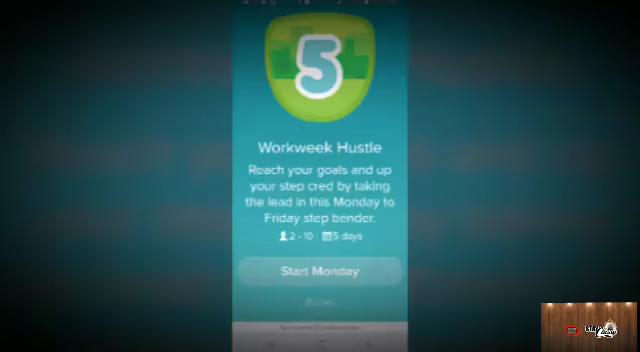 5
Workweek Hustle
Reach your goals and up
your step cred by taking
the lead in this Monday to
Friday step bender.
2 - 10 5 days
Start Monday